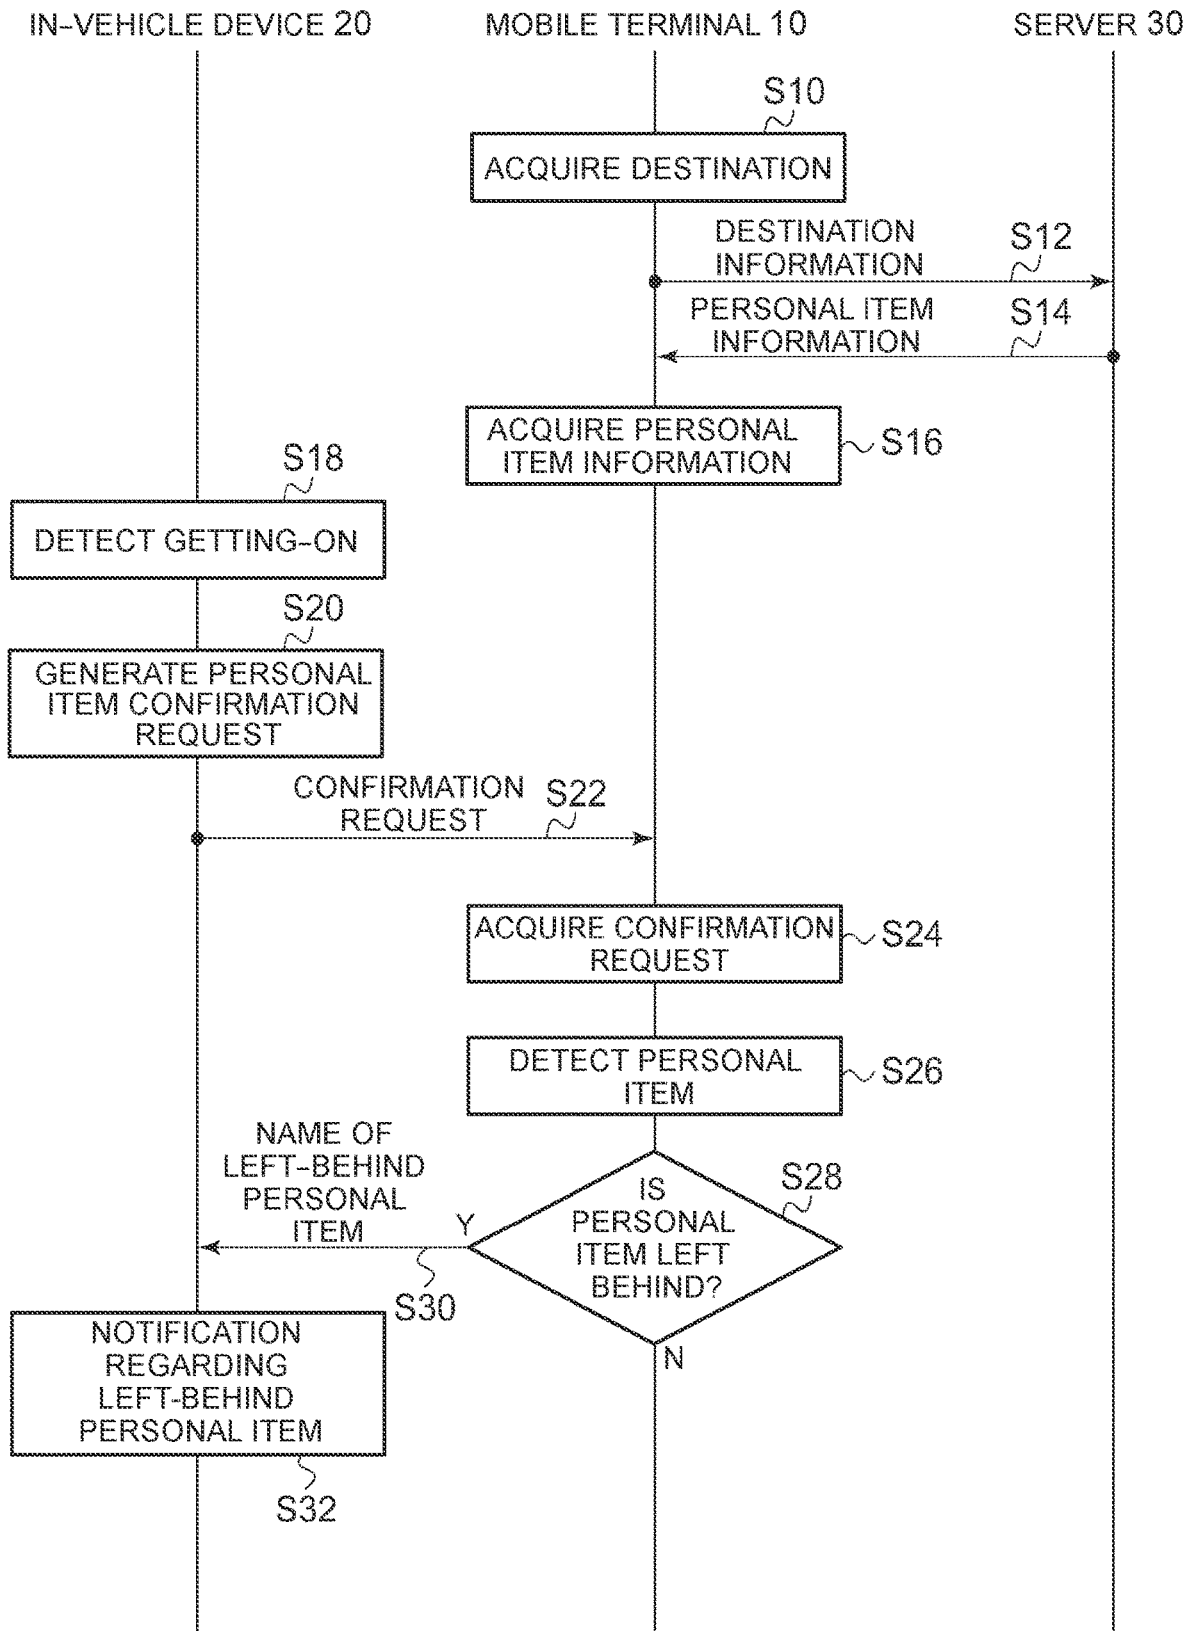 IN-VEHICLE DEVICE 20
MOBILE TERMINAL 10
SERVER 30
S10
ACQUIRE DESTINATION
DESTINATION
INFORMATION
S12
PERSONAL ITEM
INFORMATION
S14
ACQUIRE PERSONAL
ITEM INFORMATION
S16
S18
DETECT GETTING-ON
S20
GENERATE PERSONAL
ITEM CONFIRMATION
REQUEST
CONFIRMATION
REQUEST
S22
ACQUIRE CONFIRMATION
REQUEST
S24
DETECT PERSONAL
ITEM
S26
NAME OF
LEFT-BEHIND
PERSONAL
ITEM
Y
IS
PERSONAL
ITEM LEFT
BEHIND?
S28
S30
N
NOTIFICATION
REGARDING
LEFT-BEHIND
PERSONAL ITEM
S32